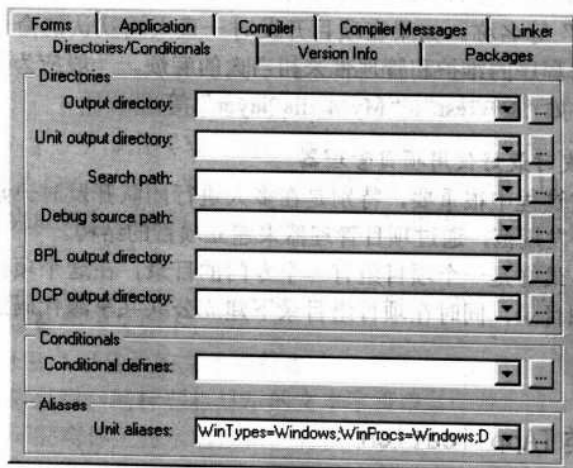 Forms Application Compiler Compiler Messages Linker
Directories/Conditionals Version Info Packages
Directories
Output directory:
Unit output directory:
Search path:
Debug source path:
BPL output directory:
DCP output directory:
Conditionals
Conditional defines:
Aliases
Unit aliases: WinTypes=Windows;WinProcs=Windows;D